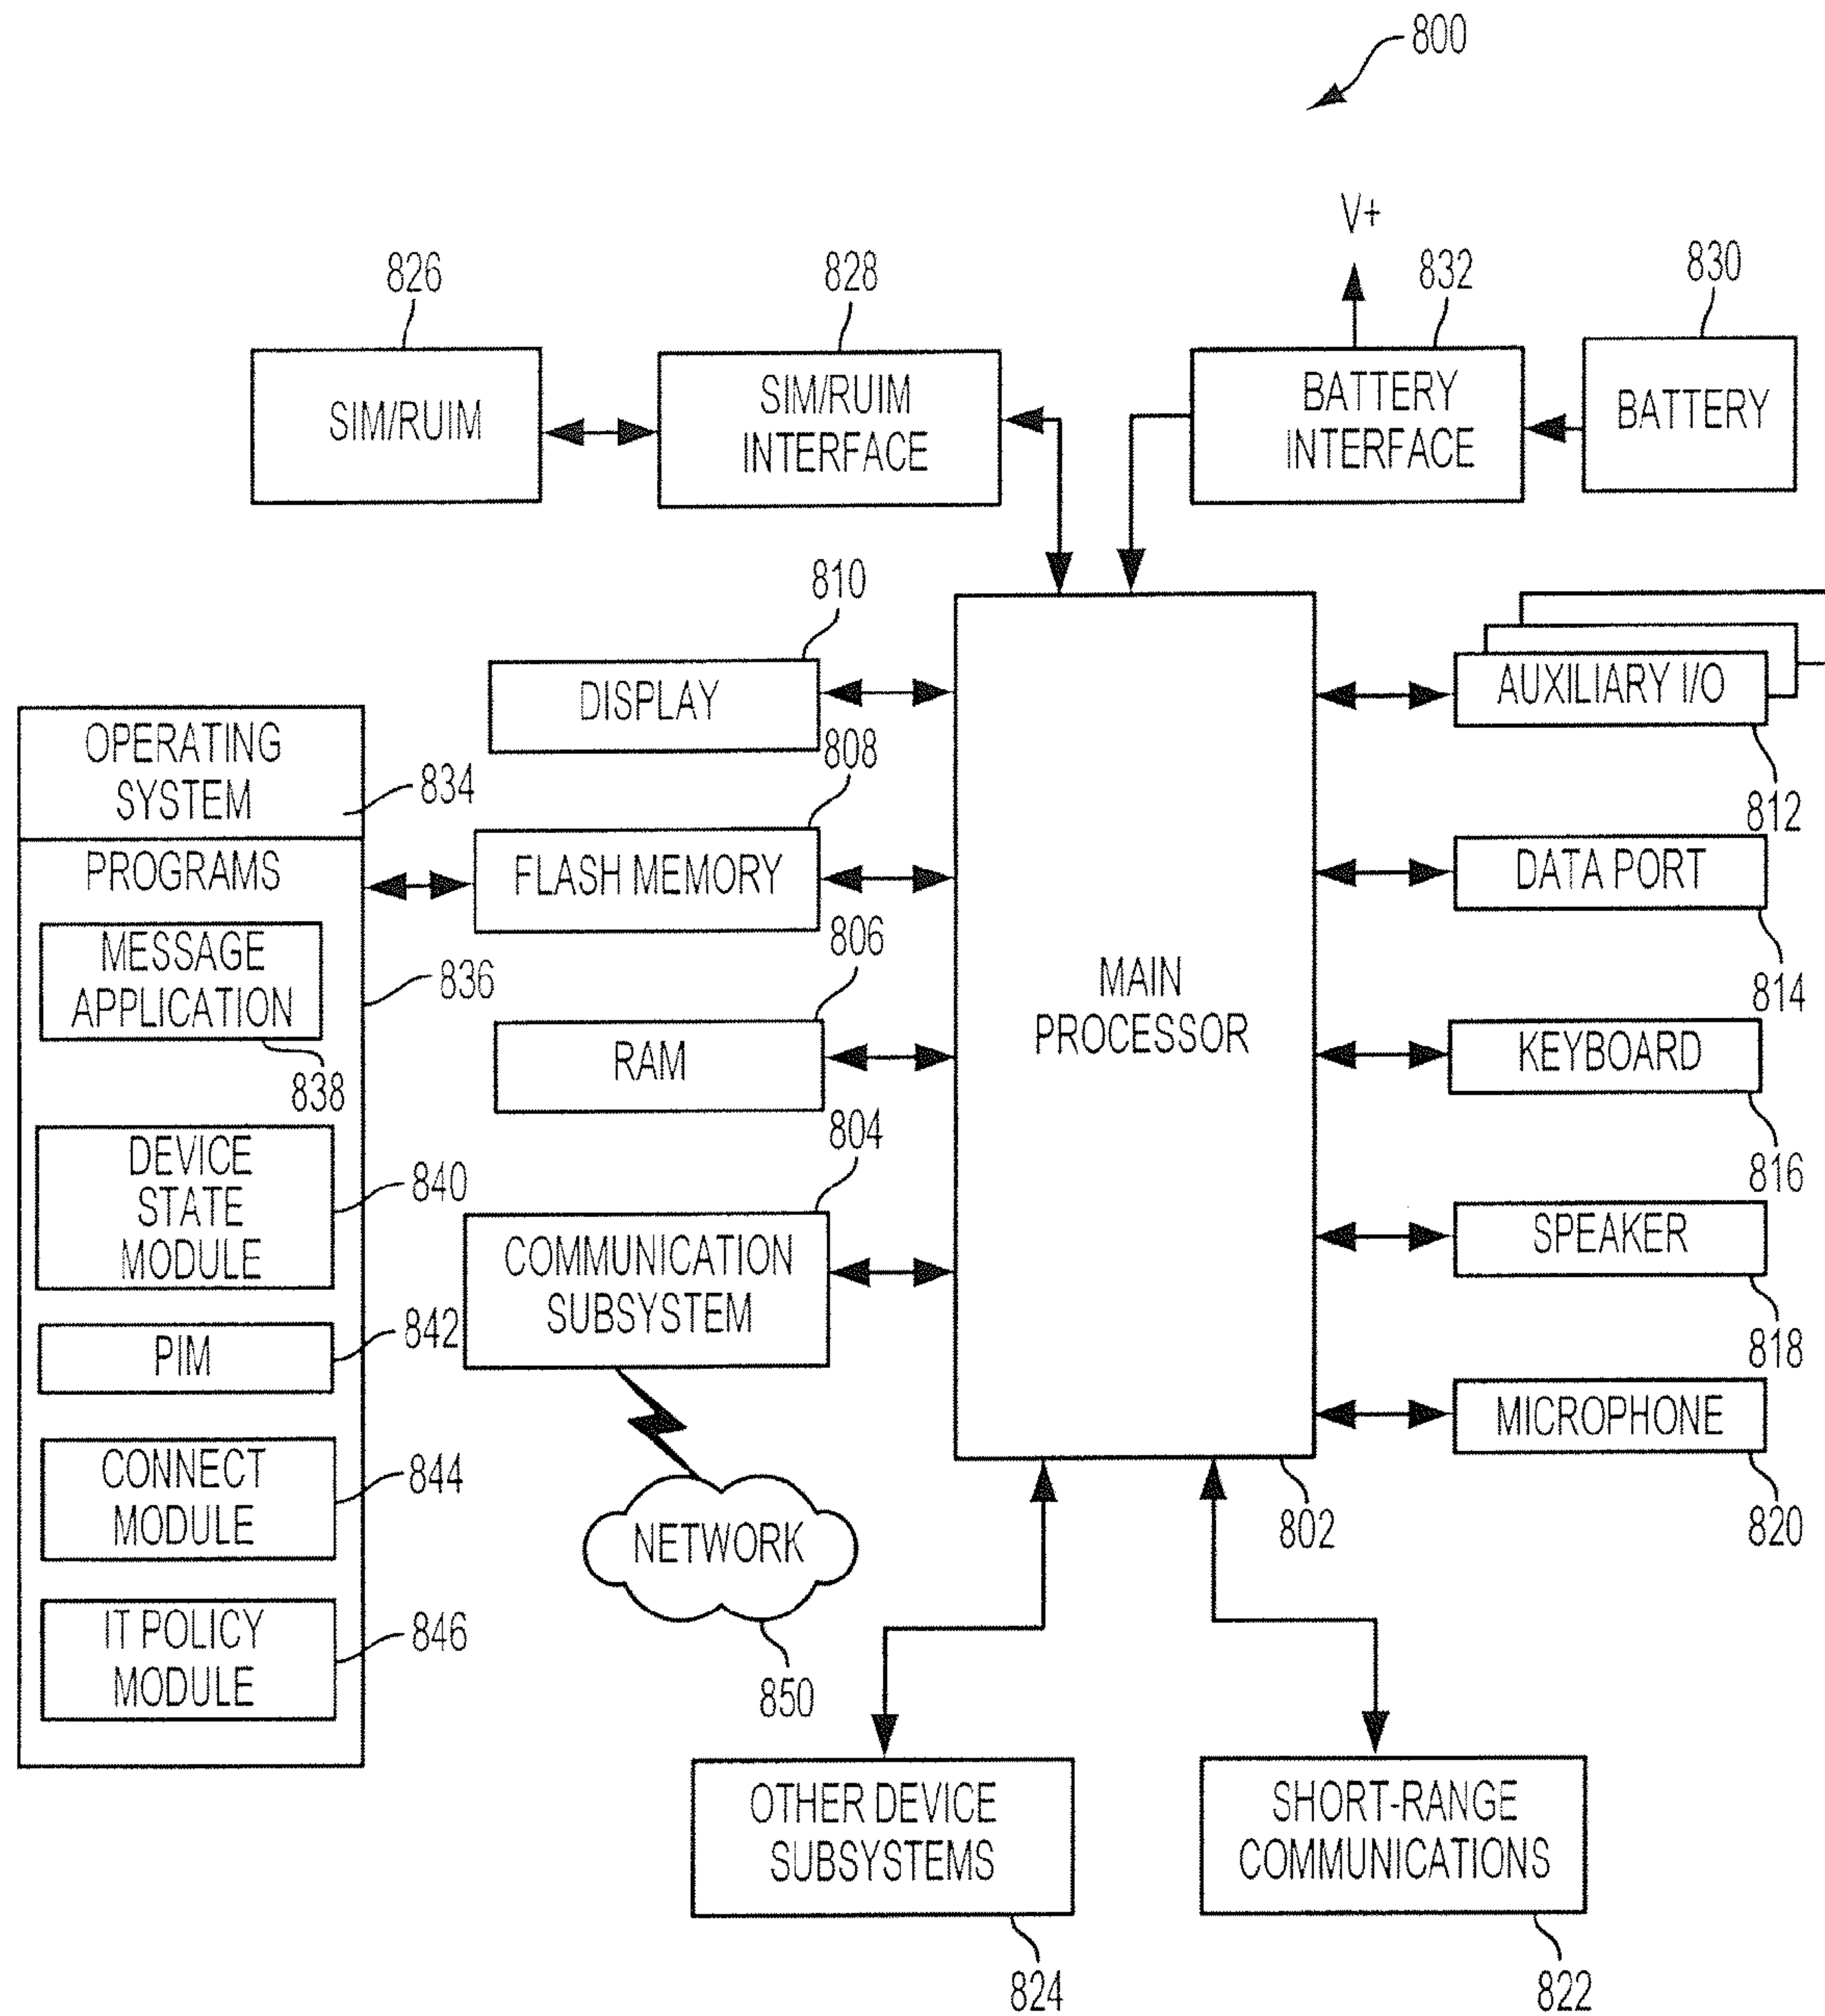 800
V+
826
828
832
830
SIM/RUIM
SIM/RUIM
INTERFACE
BATTERY
INTERFACE
BATTERY
810
DISPLAY
AUXILIARY I/O
812
OPERATING
SYSTEM
834
808
PROGRAMS
FLASH MEMORY
DATA PORT
814
MESSAGE
APPLICATION
836
838
806
RAM
MAIN
PROCESSOR
KEYBOARD
816
804
DEVICE
STATE
MODULE
840
COMMUNICATION
SUBSYSTEM
SPEAKER
818
PIM
842
MICROPHONE
820
CONNECT
MODULE
844
NETWORK
850
802
IT POLICY
MODULE
846
OTHER DEVICE
SUBSYSTEMS
824
SHORT-RANGE
COMMUNICATIONS
822